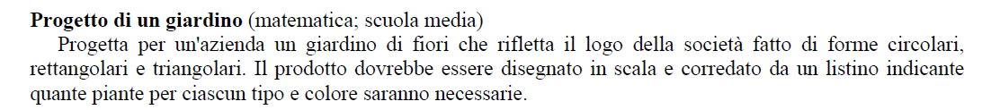 Progetto di un giardino (matematica; scuola media)
Progetta per un'azienda un giardino di fiori che rifletta il logo della società fatto di forme circolari,
rettangolari e triangolari. Il prodotto dovrebbe essere disegnato in scala e corredato da un listino indicante
quante piante per ciascun tipo e colore saranno necessarie.